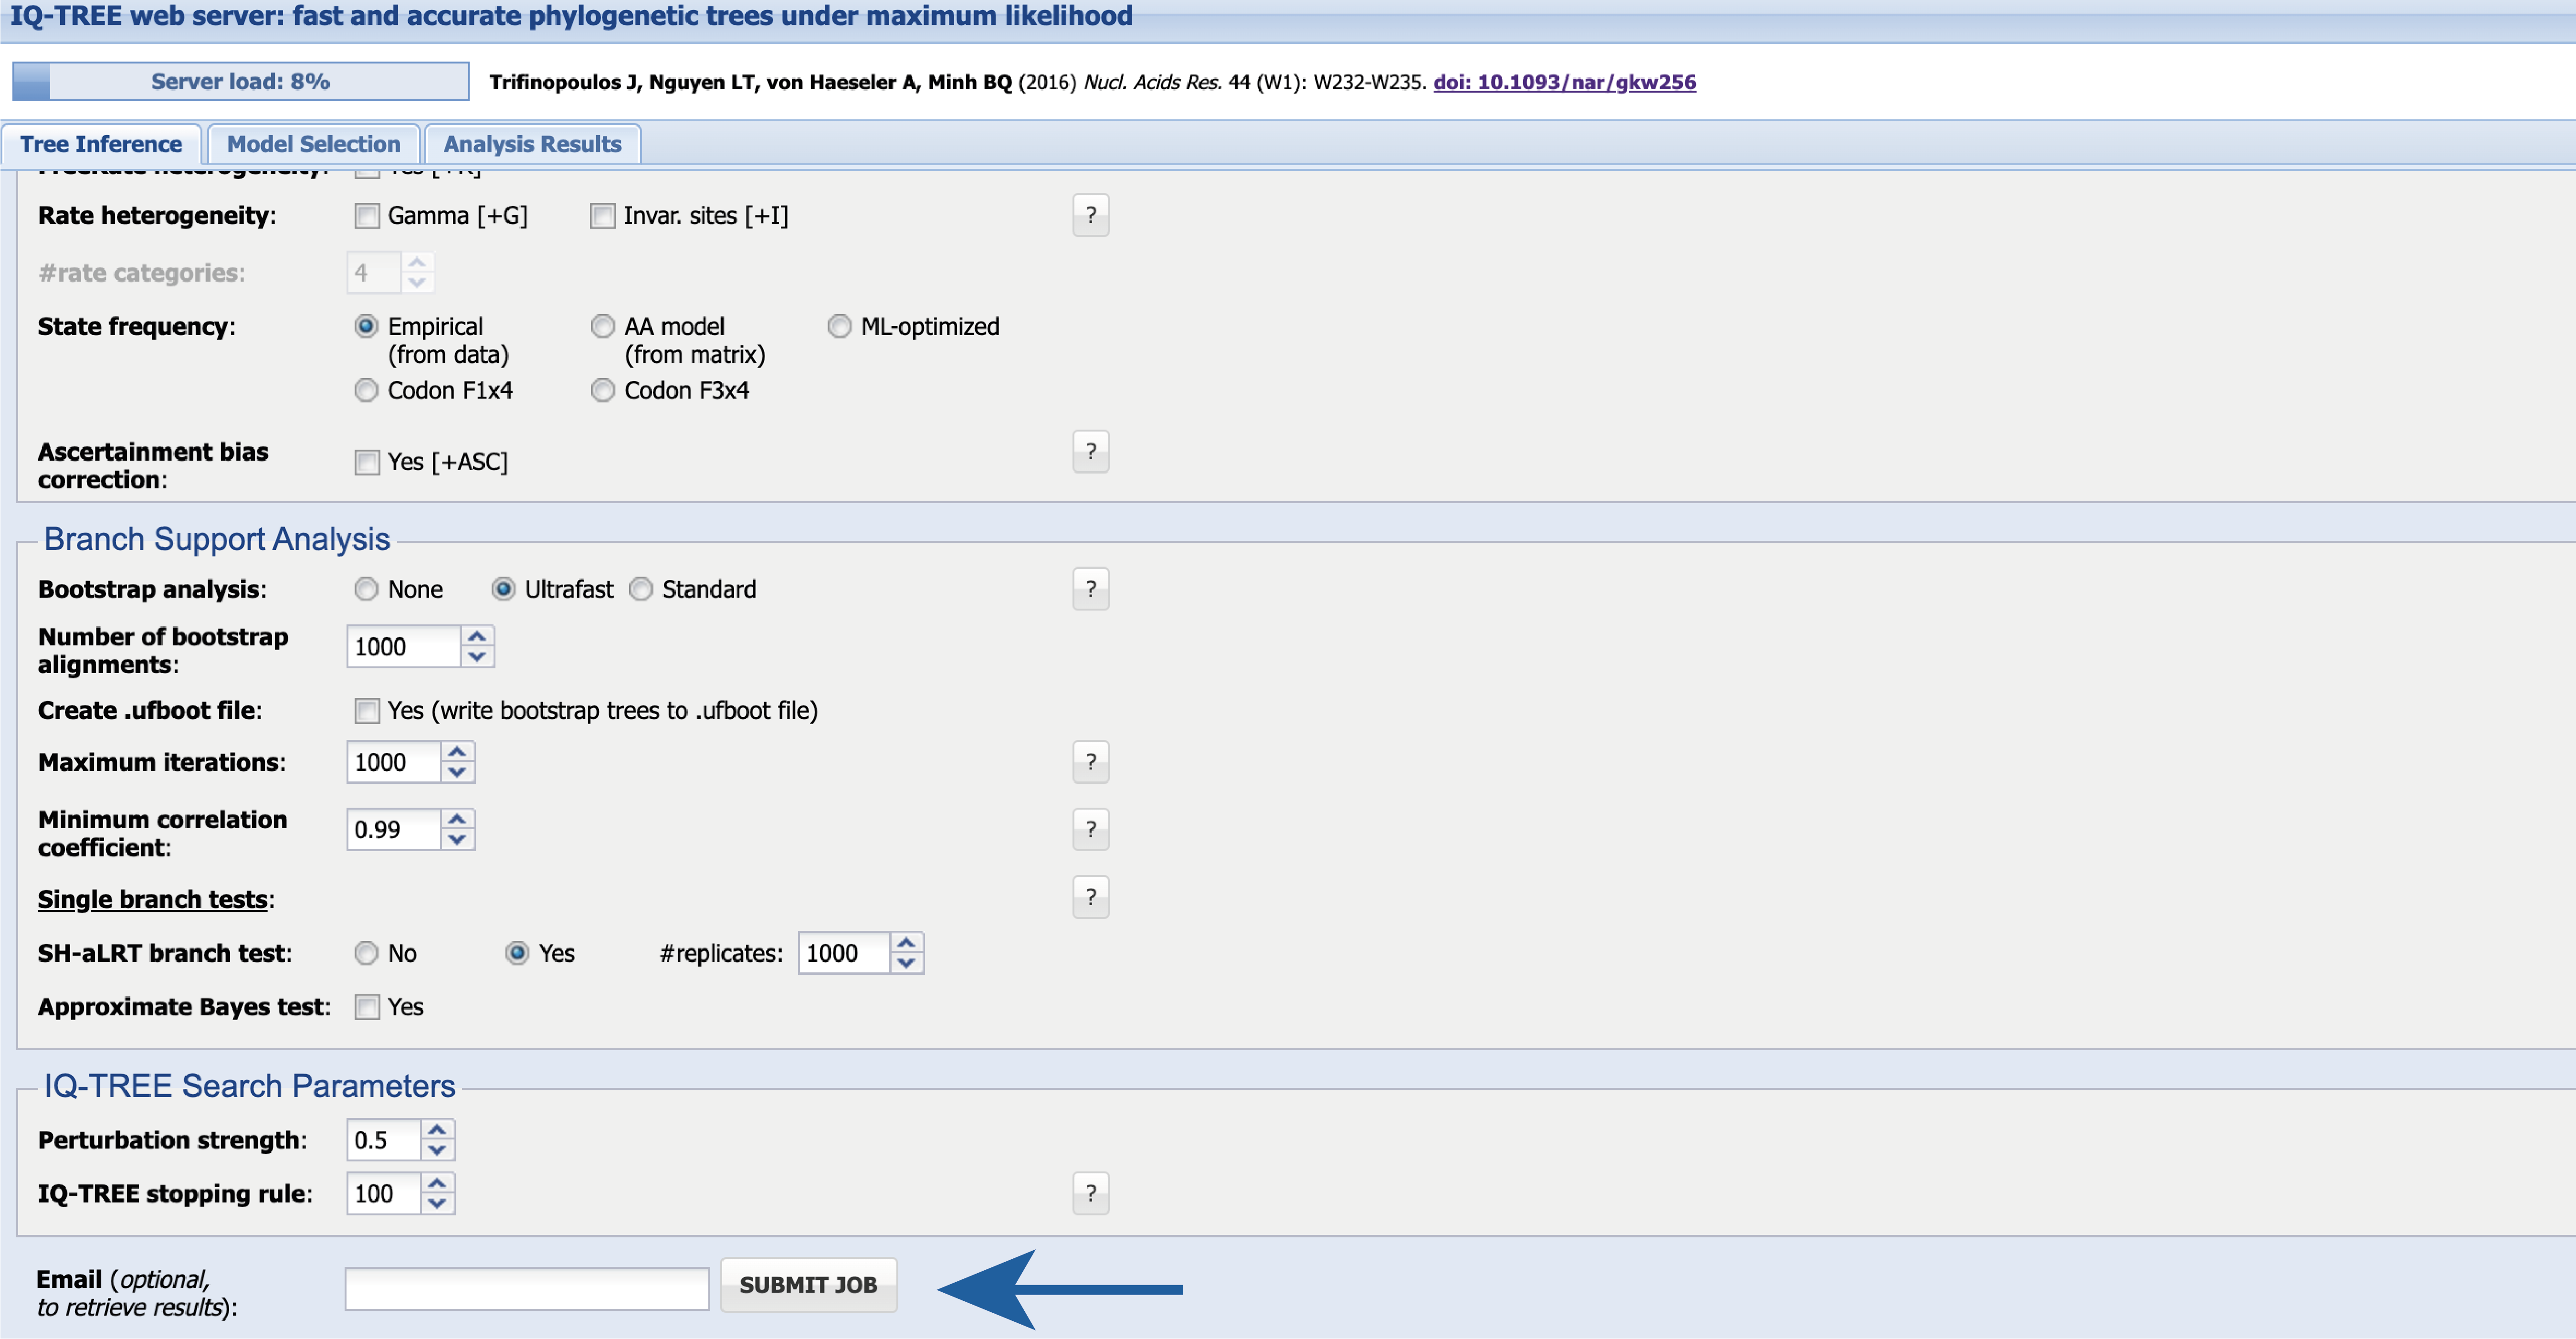 IQ-TREE web server: fast and accurate phylogenetic trees under maximum likelihood
Server load: 8%
Trifinopoulos J, Nguyen LT, von Haeseler A, Minh BQ (2016) Nucl. Acids Res. 44 (W1): W232-W235. doi: 10.1093/nar/gkw256
Tree Inference Model Selection Analysis Results
FreeRate heterogeneity: Yes [+R]
Rate heterogeneity: Gamma [+G] Invar. sites [+I] ?
#rate categories: 4
State frequency: Empirical AA model ML-optimized
(from data) (from matrix)
Codon F1x4 Codon F3x4
Ascertainment bias
correction: Yes [+ASC] ?
Branch Support Analysis
Bootstrap analysis: None Ultrafast Standard ?
Number of bootstrap
alignments: 1000
Create .ufboot file: Yes (write bootstrap trees to .ufboot file)
Maximum iterations: 1000 ?
Minimum correlation
coefficient: 0.99 ?
Single branch tests: ?
SH-aLRT branch test: No Yes #replicates: 1000
Approximate Bayes test: Yes
IQ-TREE Search Parameters
Perturbation strength: 0.5
IQ-TREE stopping rule: 100 ?
Email (optional,
to retrieve results): SUBMIT JOB